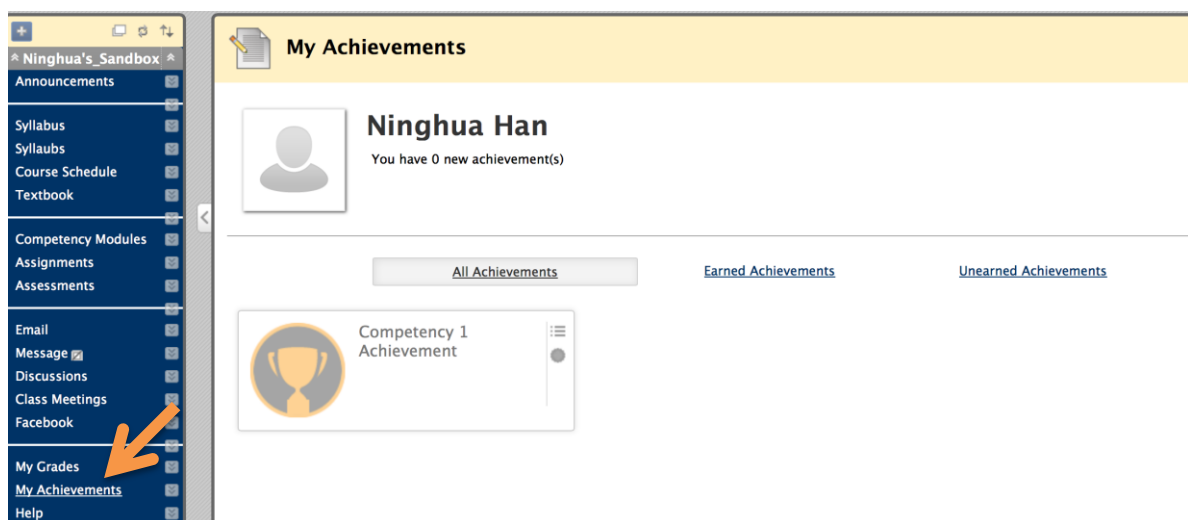 Ninghua's_Sandbox
Announcements
Syllabus
Syllaubs
Course Schedule
Textbook
Competency Modules
Assignments
Assessments
Email
Message
Discussions
Class Meetings
Facebook
My Grades
My Achievements
Help
My Achievements
Ninghua Han
You have 0 new achievement(s)
All Achievements
Earned Achievements
Unearned Achievements
Competency 1
Achievement